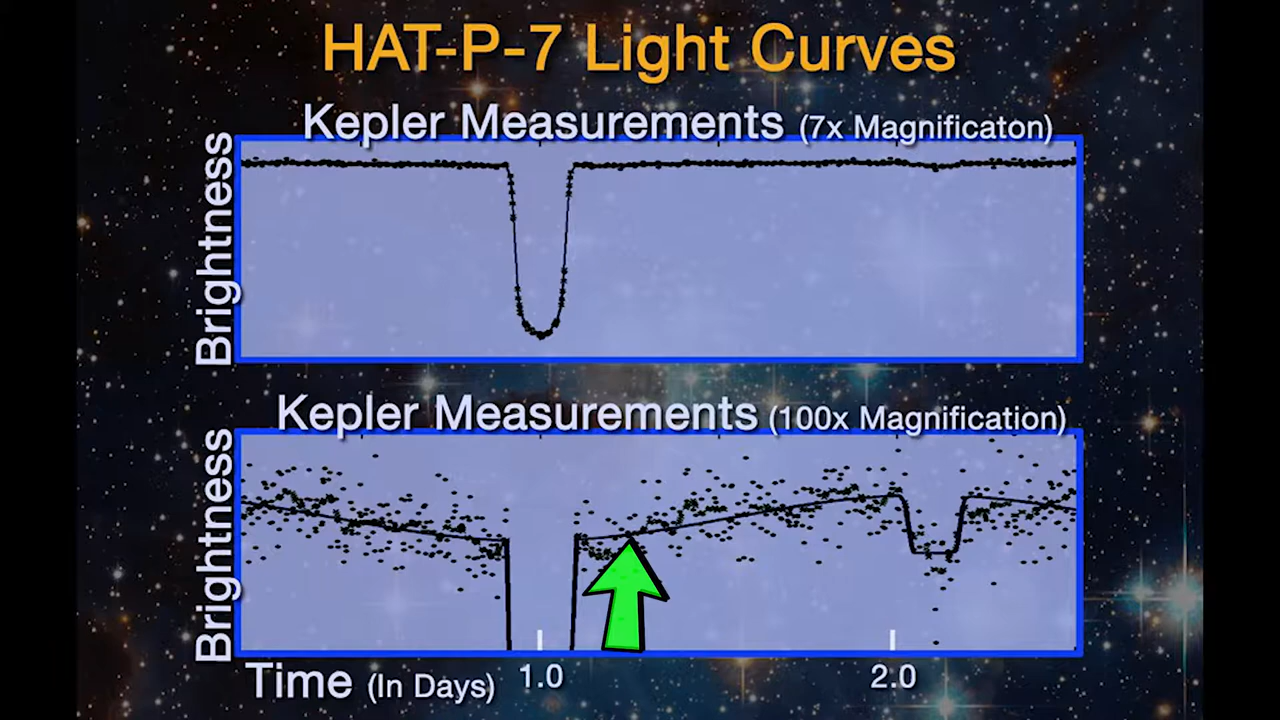 HAT-P-7 Light Curves
Kepler Measurements (7x Magnificaton)
Brightness
Kepler Measurements (100x Magnification)
Brightness
Time (In Days) 1.0 2.0